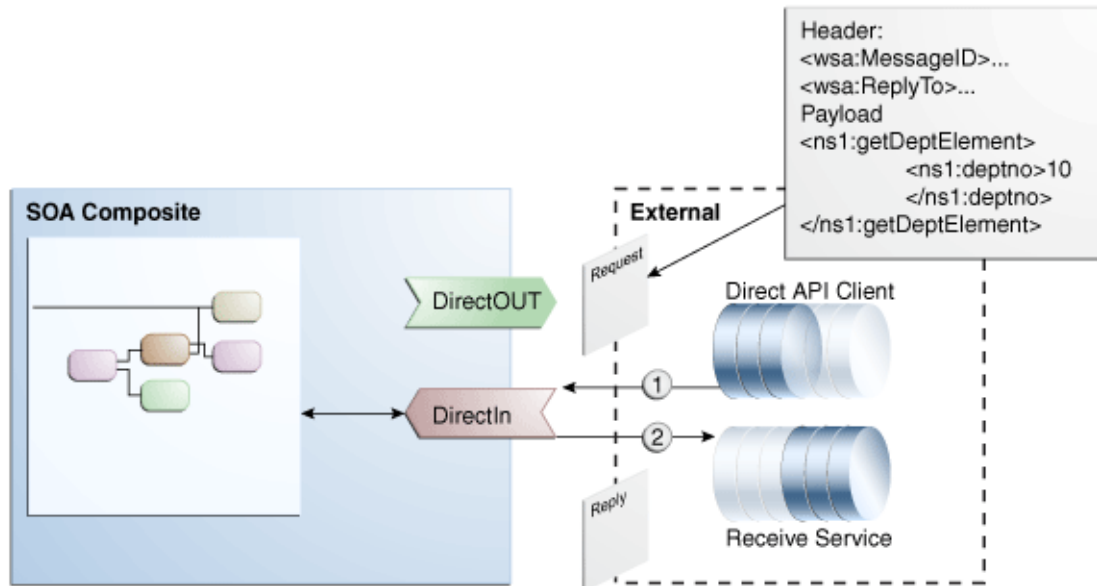 Header:
<wsa:MessageID>...
<wsa:ReplyTo>...
Payload
<ns1:getDeptElement>
<ns1:deptno>10
</ns1:deptno>
</ns1:getDeptElement>
SOA Composite
External
Request
DirectOUT
Direct API Client
1
DirectIn
2
Reply
Receive Service